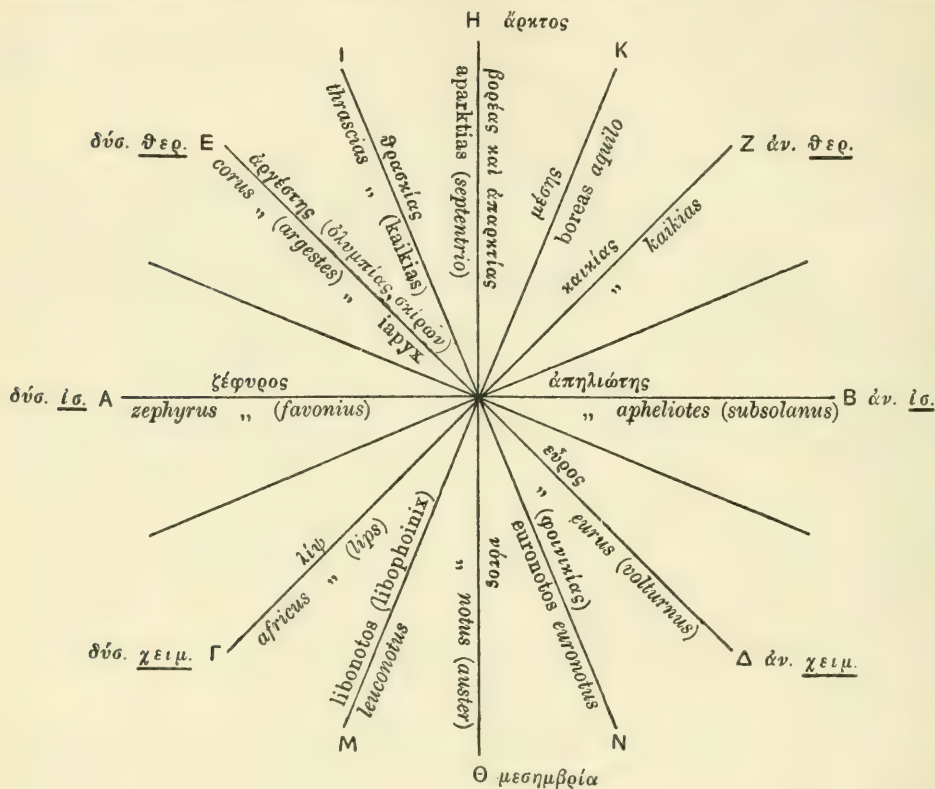 H ἄρκτος
I
K
βορέας καὶ ἀπαρκτίας
aparktias (septentrio)
θρασκίας
thrascias „ (kaikias)
μέσης
boreas aquilo
δύσ. θερ. E
Z ἀν. θερ.
ἀργέστης (ὀλυμπίας, σκίρων)
corus „ (argestes) „ iapyx
καικίας
„ kaikias
δύσ. ἰσ. A
ζέφυρος
zephyrus „ (favonius)
ἀπηλιώτης
„ apheliotes (subsolanus)
B ἀν. ἰσ.
λίψ
africus „ (lips)
δύσ. χειμ. Γ
libonotos (libophoinix)
leuconotus
M
νότος
„ notus (auster)
εὖρος
„ eurus (volturnus)
Δ ἀν. χειμ.
(φοινικίας)
euronotos euronotus
N
Θ μεσημβρία